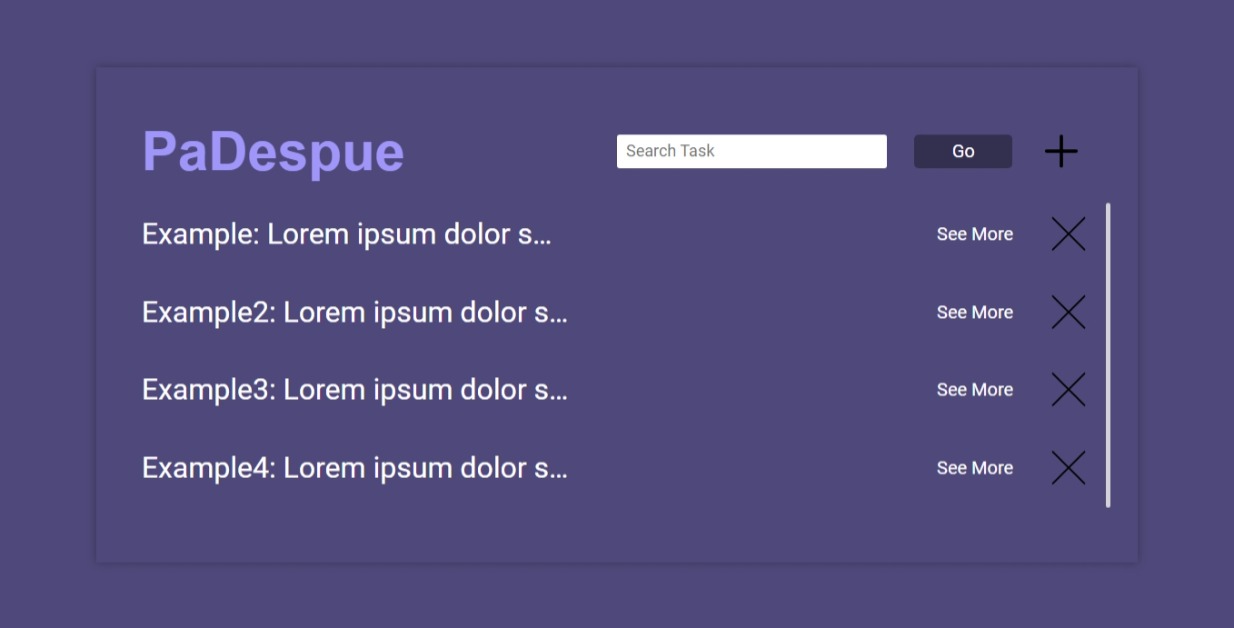 PaDespue
Search Task
Go
Example: Lorem ipsum dolor s...
See More
Example2: Lorem ipsum dolor s...
See More
Example3: Lorem ipsum dolor s...
See More
Example4: Lorem ipsum dolor s...
See More